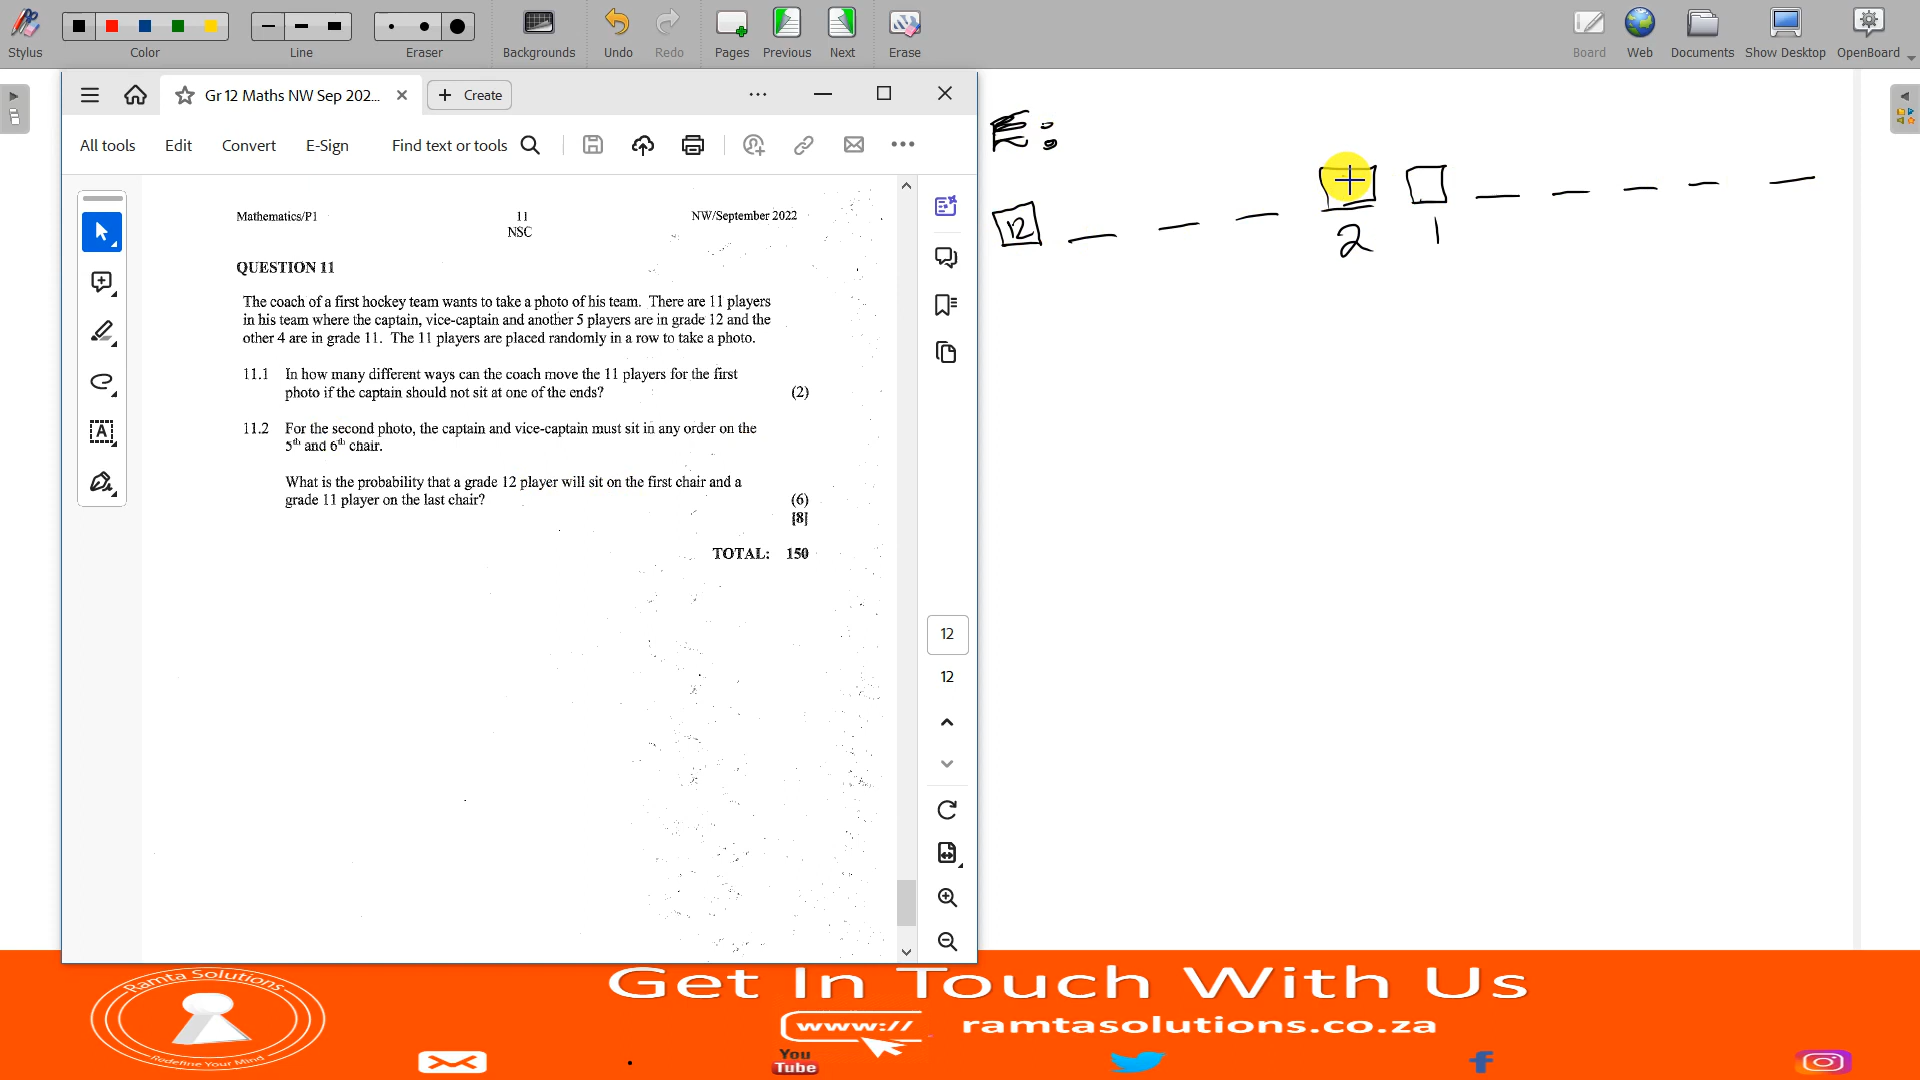 Stylus
Color
Line
Eraser
Backgrounds
Undo
Redo
Pages
Previous
Next
Erase
Board
Web
Documents
Show Desktop
OpenBoard
Gr 12 Maths NW Sep 202...
Create
All tools
Edit
Convert
E-Sign
Find text or tools
Mathematics/P1
11
NW/September 2022
NSC
QUESTION 11
The coach of a first hockey team wants to take a photo of his team. There are 11 players
in his team where the captain, vice-captain and another 5 players are in grade 12 and the
other 4 are in grade 11. The 11 players are placed randomly in a row to take a photo.
11.1 In how many different ways can the coach move the 11 players for the first
photo if the captain should not sit at one of the ends? (2)
11.2 For the second photo, the captain and vice-captain must sit in any order on the
5th and 6th chair.
What is the probability that a grade 12 player will sit on the first chair and a
grade 11 player on the last chair? (6)
[8]
TOTAL: 150
12
12
E:
12
2 1
Ramta Solutions
Redefine Your Mind
Get In Touch With Us
www://
ramtasolutions.co.za
You
Tube